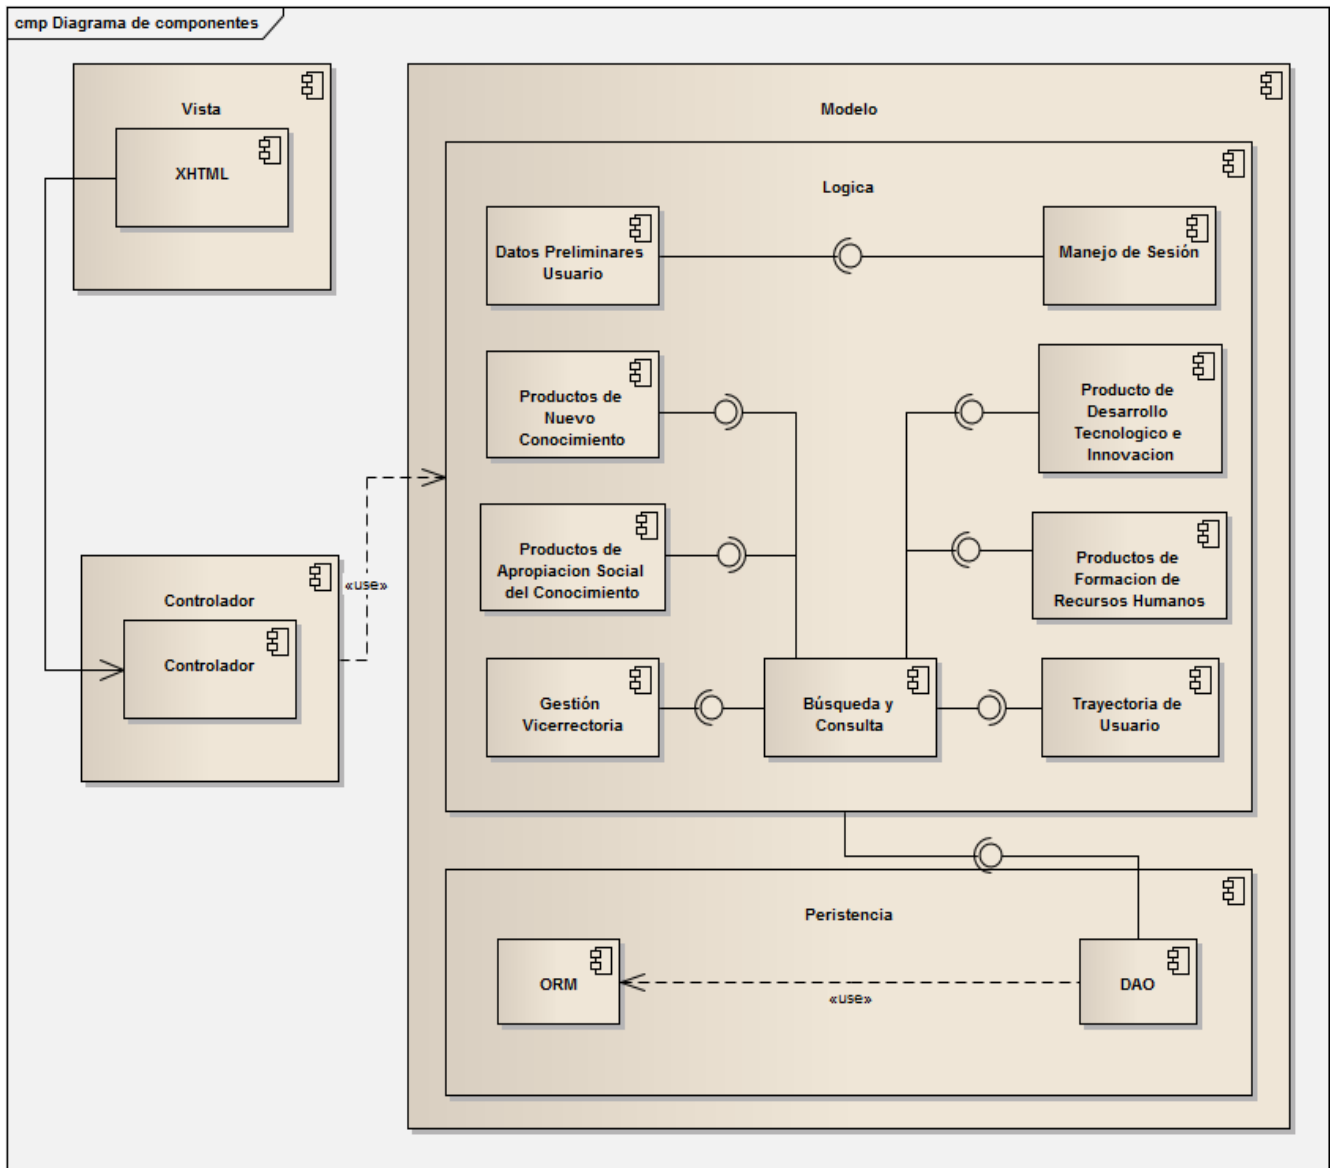 cmp Diagrama de componentes
Vista
XHTML
Controlador
Controlador
«use»
Modelo
Logica
Datos Preliminares
Usuario
Manejo de Sesión
Productos de
Nuevo
Conocimiento
Producto de
Desarrollo
Tecnologico e
Innovacion
Productos de
Apropiacion Social
del Conocimiento
Productos de
Formacion de
Recursos Humanos
Gestión
Vicerrectoria
Búsqueda y
Consulta
Trayectoria de
Usuario
Peristencia
ORM
«use»
DAO